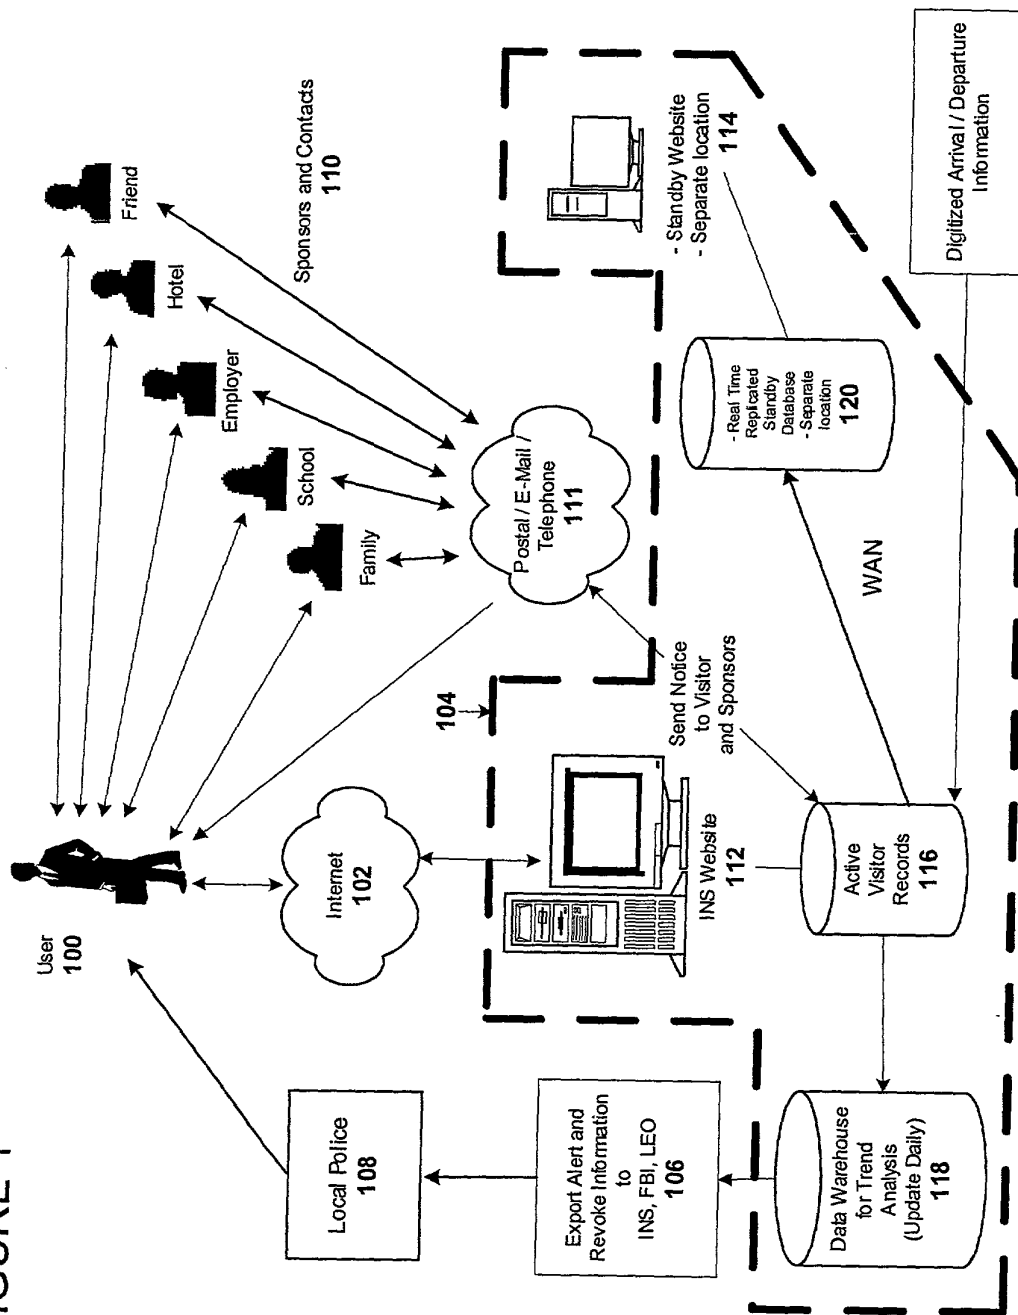 IGURE 1
User
100
Friend
Hotel
Employer
School
Family
Sponsors and Contacts
110
Internet
102
Local Police
108
Export Alert and
Revoke Information
to
INS, FBI, LEO
106
104
Postal / E-Mail /
Telephone
111
INS Website
112
Send Notice
to Visitor
and Sponsors
- Standby Website
- Separate location
114
- Real Time
Replicated
Standby
Database
- Separate
location
120
WAN
Active
Visitor
Records
116
Data Warehouse
for Trend
Analysis
(Update Daily)
118
Digitized Arrival / Departure
Information